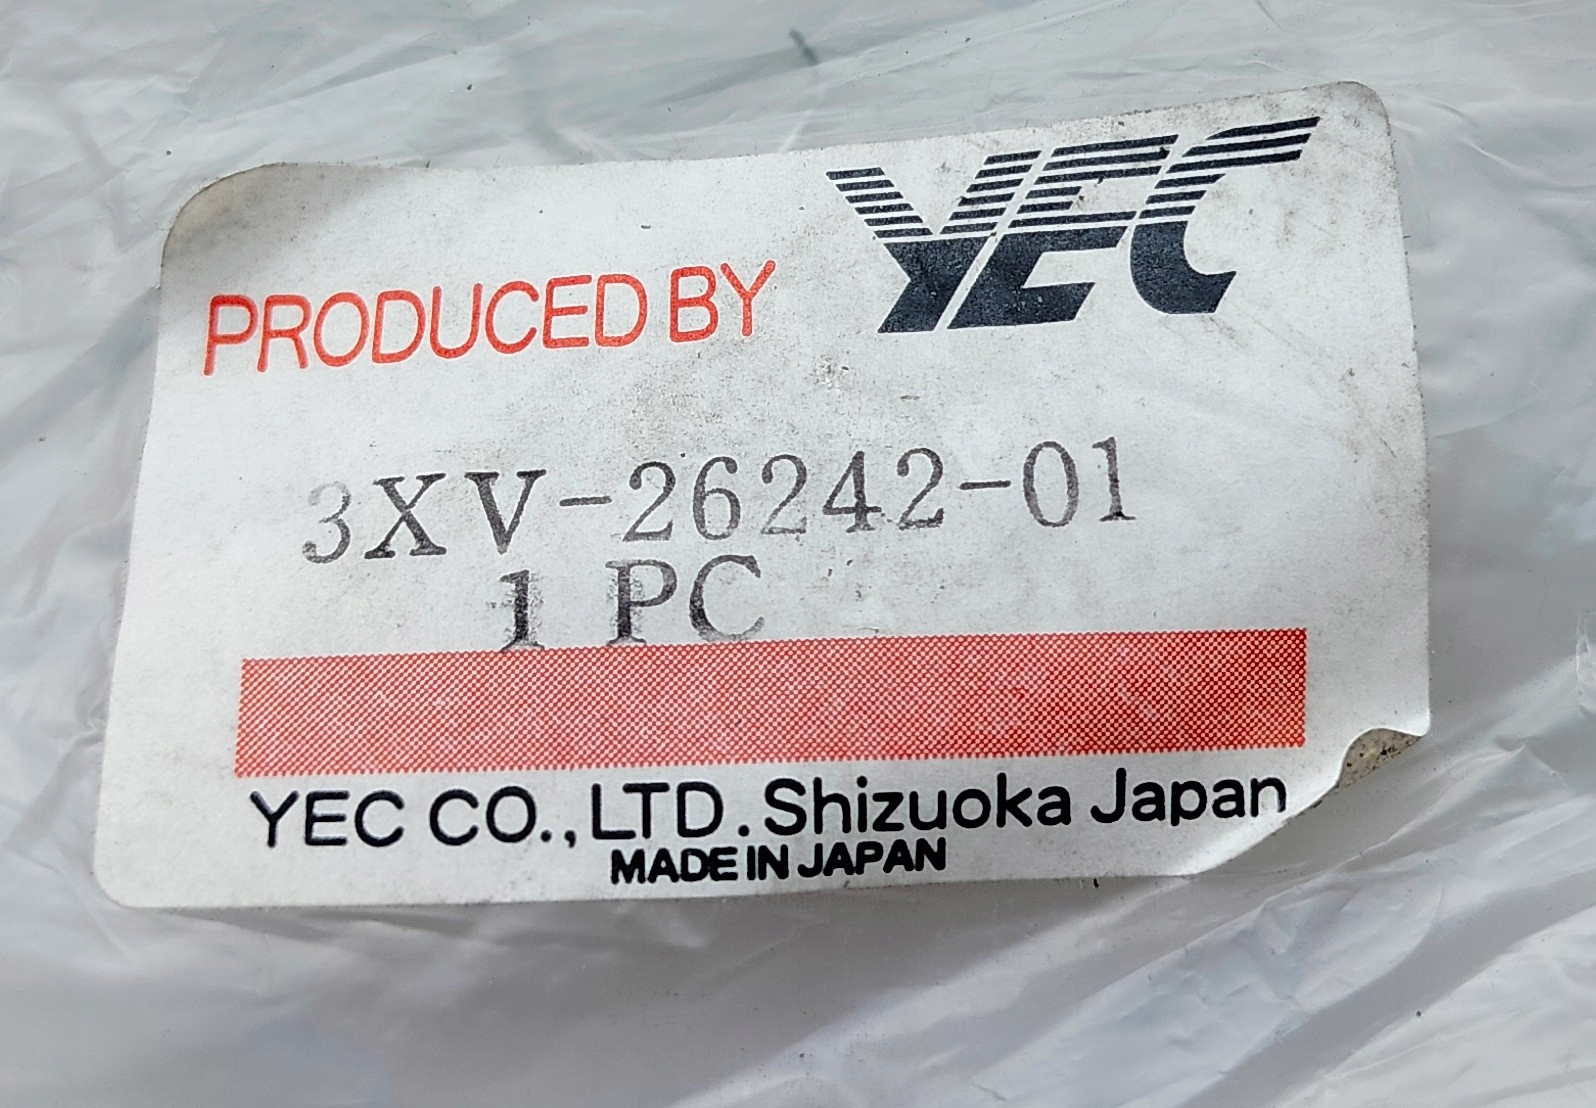 PRODUCED BY YEC
3XV-26242-01
1 PC
YEC CO., LTD. Shizuoka Japan
MADE IN JAPAN